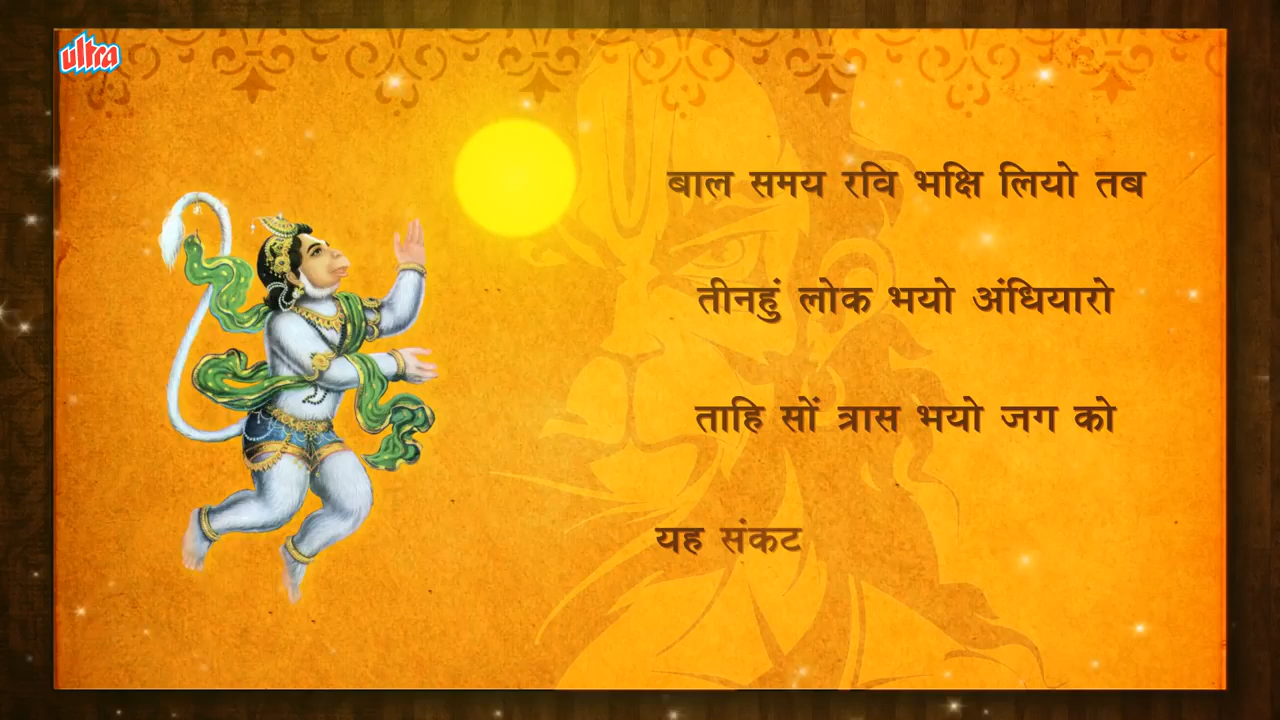 ultra
बाल समय रवि भक्षि लियो तब
तीनहुं लोक भयो अंधियारो
ताहि सों त्रास भयो जग को
यह संकट